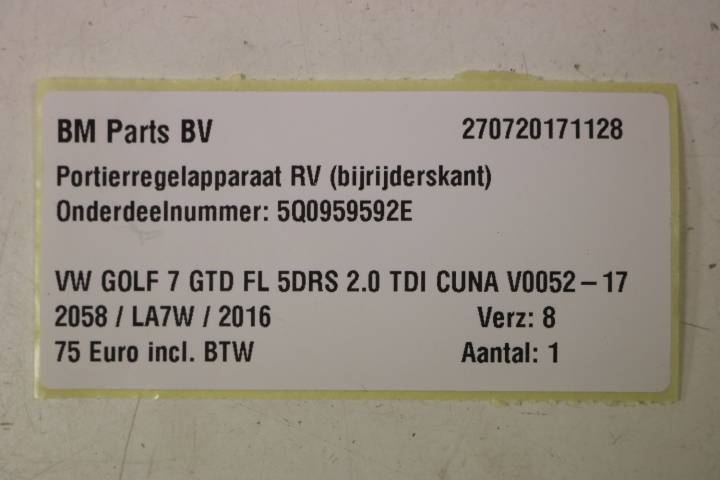 BM Parts BV 270720171128
Portierregelapparaat RV (bijrijderskant)
Onderdeelnummer: 5Q0959592E
VW GOLF 7 GTD FL 5DRS 2.0 TDI CUNA V0052-17
2058 / LA7W / 2016 Verz: 8
75 Euro incl. BTW Aantal: 1